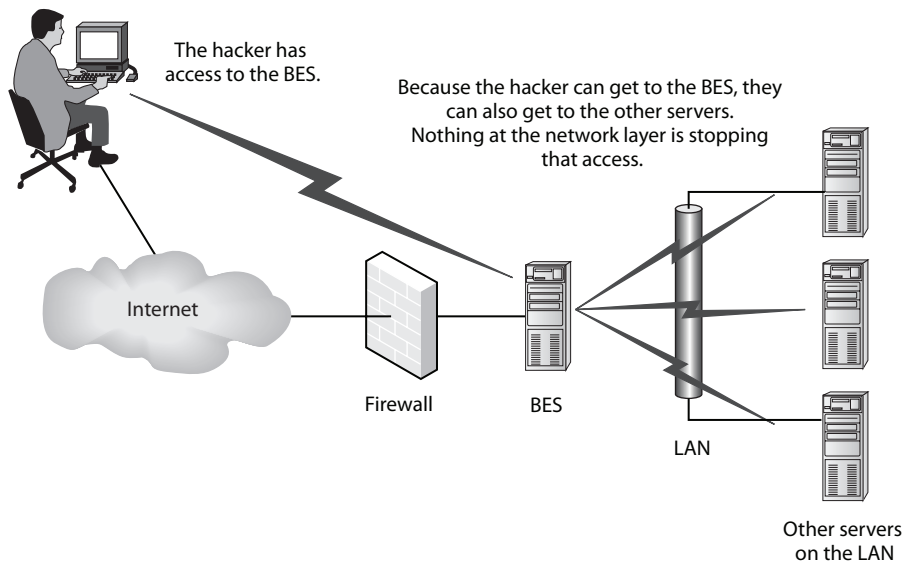 The hacker has
access to the BES.
Because the hacker can get to the BES, they
can also get to the other servers.
Nothing at the network layer is stopping
that access.
Internet
Firewall
BES
LAN
Other servers
on the LAN